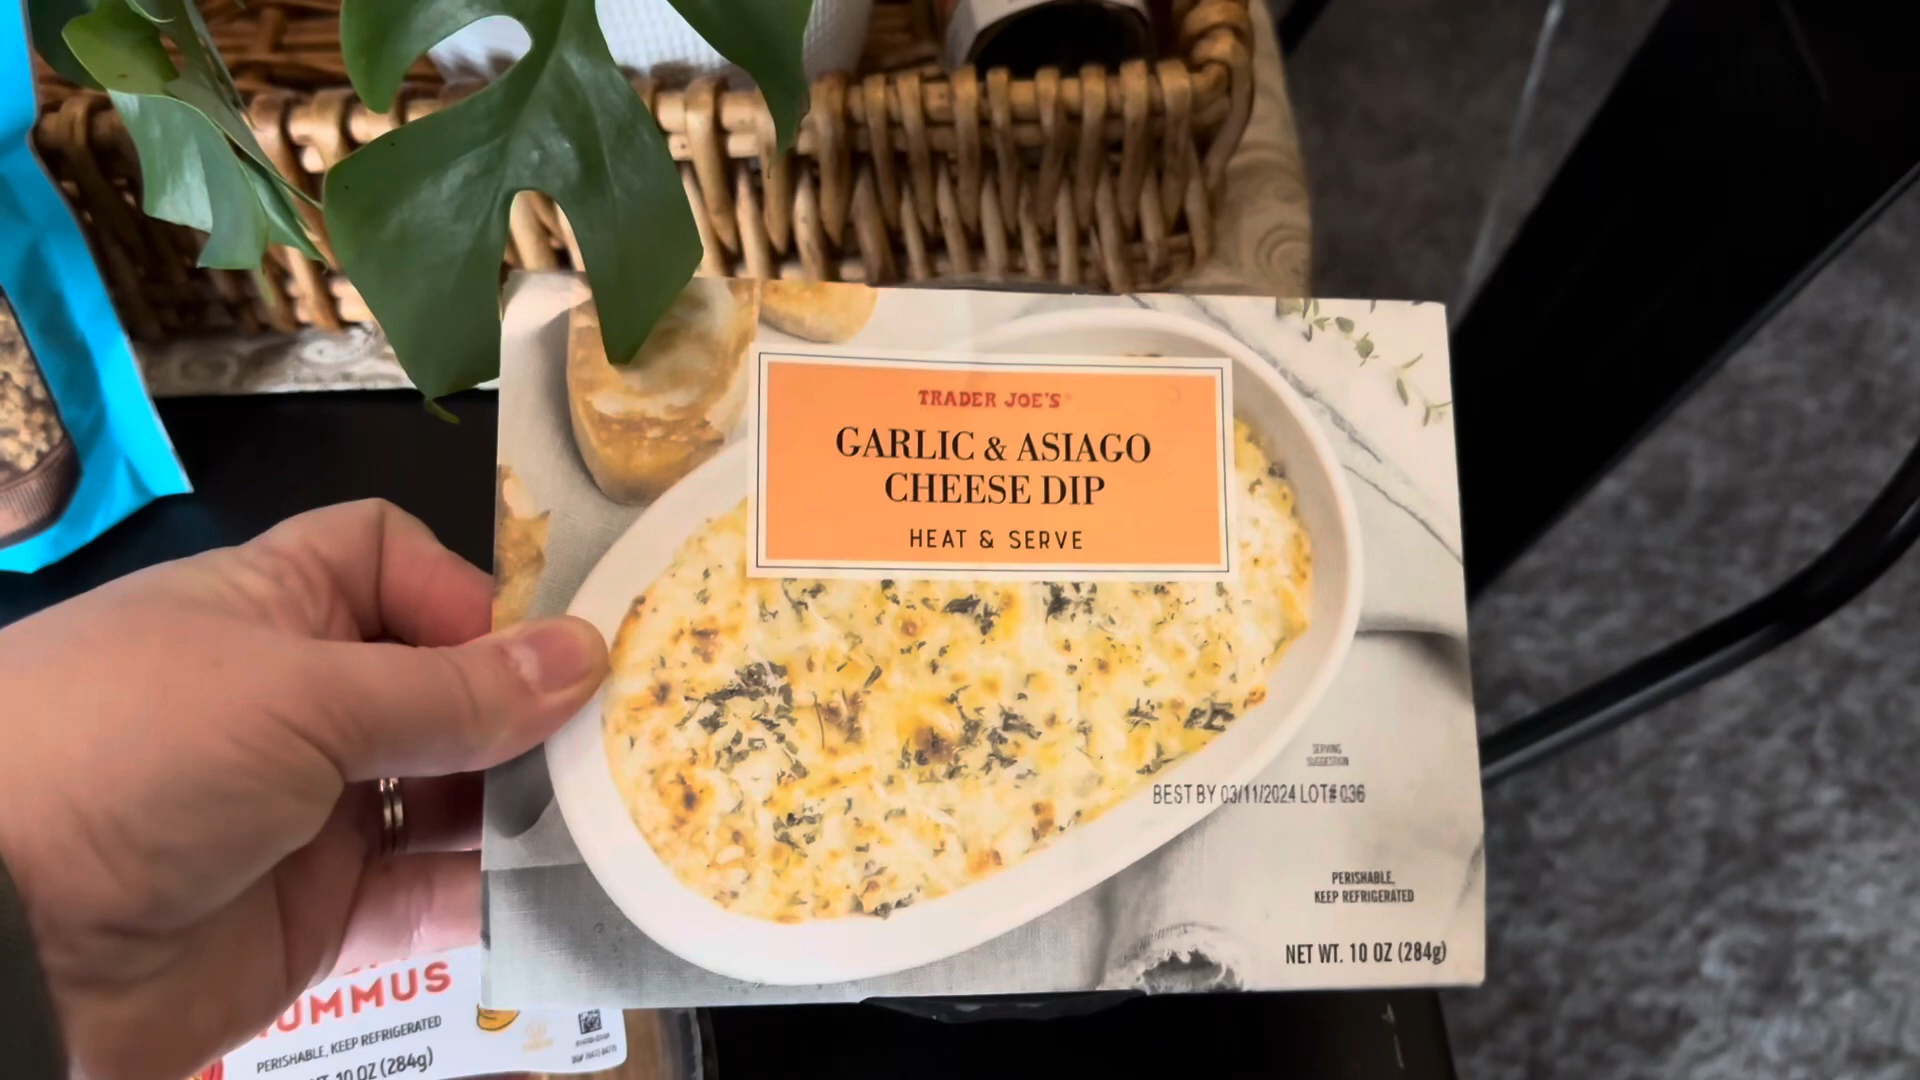 TRADER JOE'S
GARLIC & ASIAGO
CHEESE DIP
HEAT & SERVE
SERVING
SUGGESTION
BEST BY 03/11/2024 LOT# 036
PERISHABLE,
KEEP REFRIGERATED
NET WT. 10 OZ (284g)
HUMMUS
PERISHABLE, KEEP REFRIGERATED
10 OZ (284g)